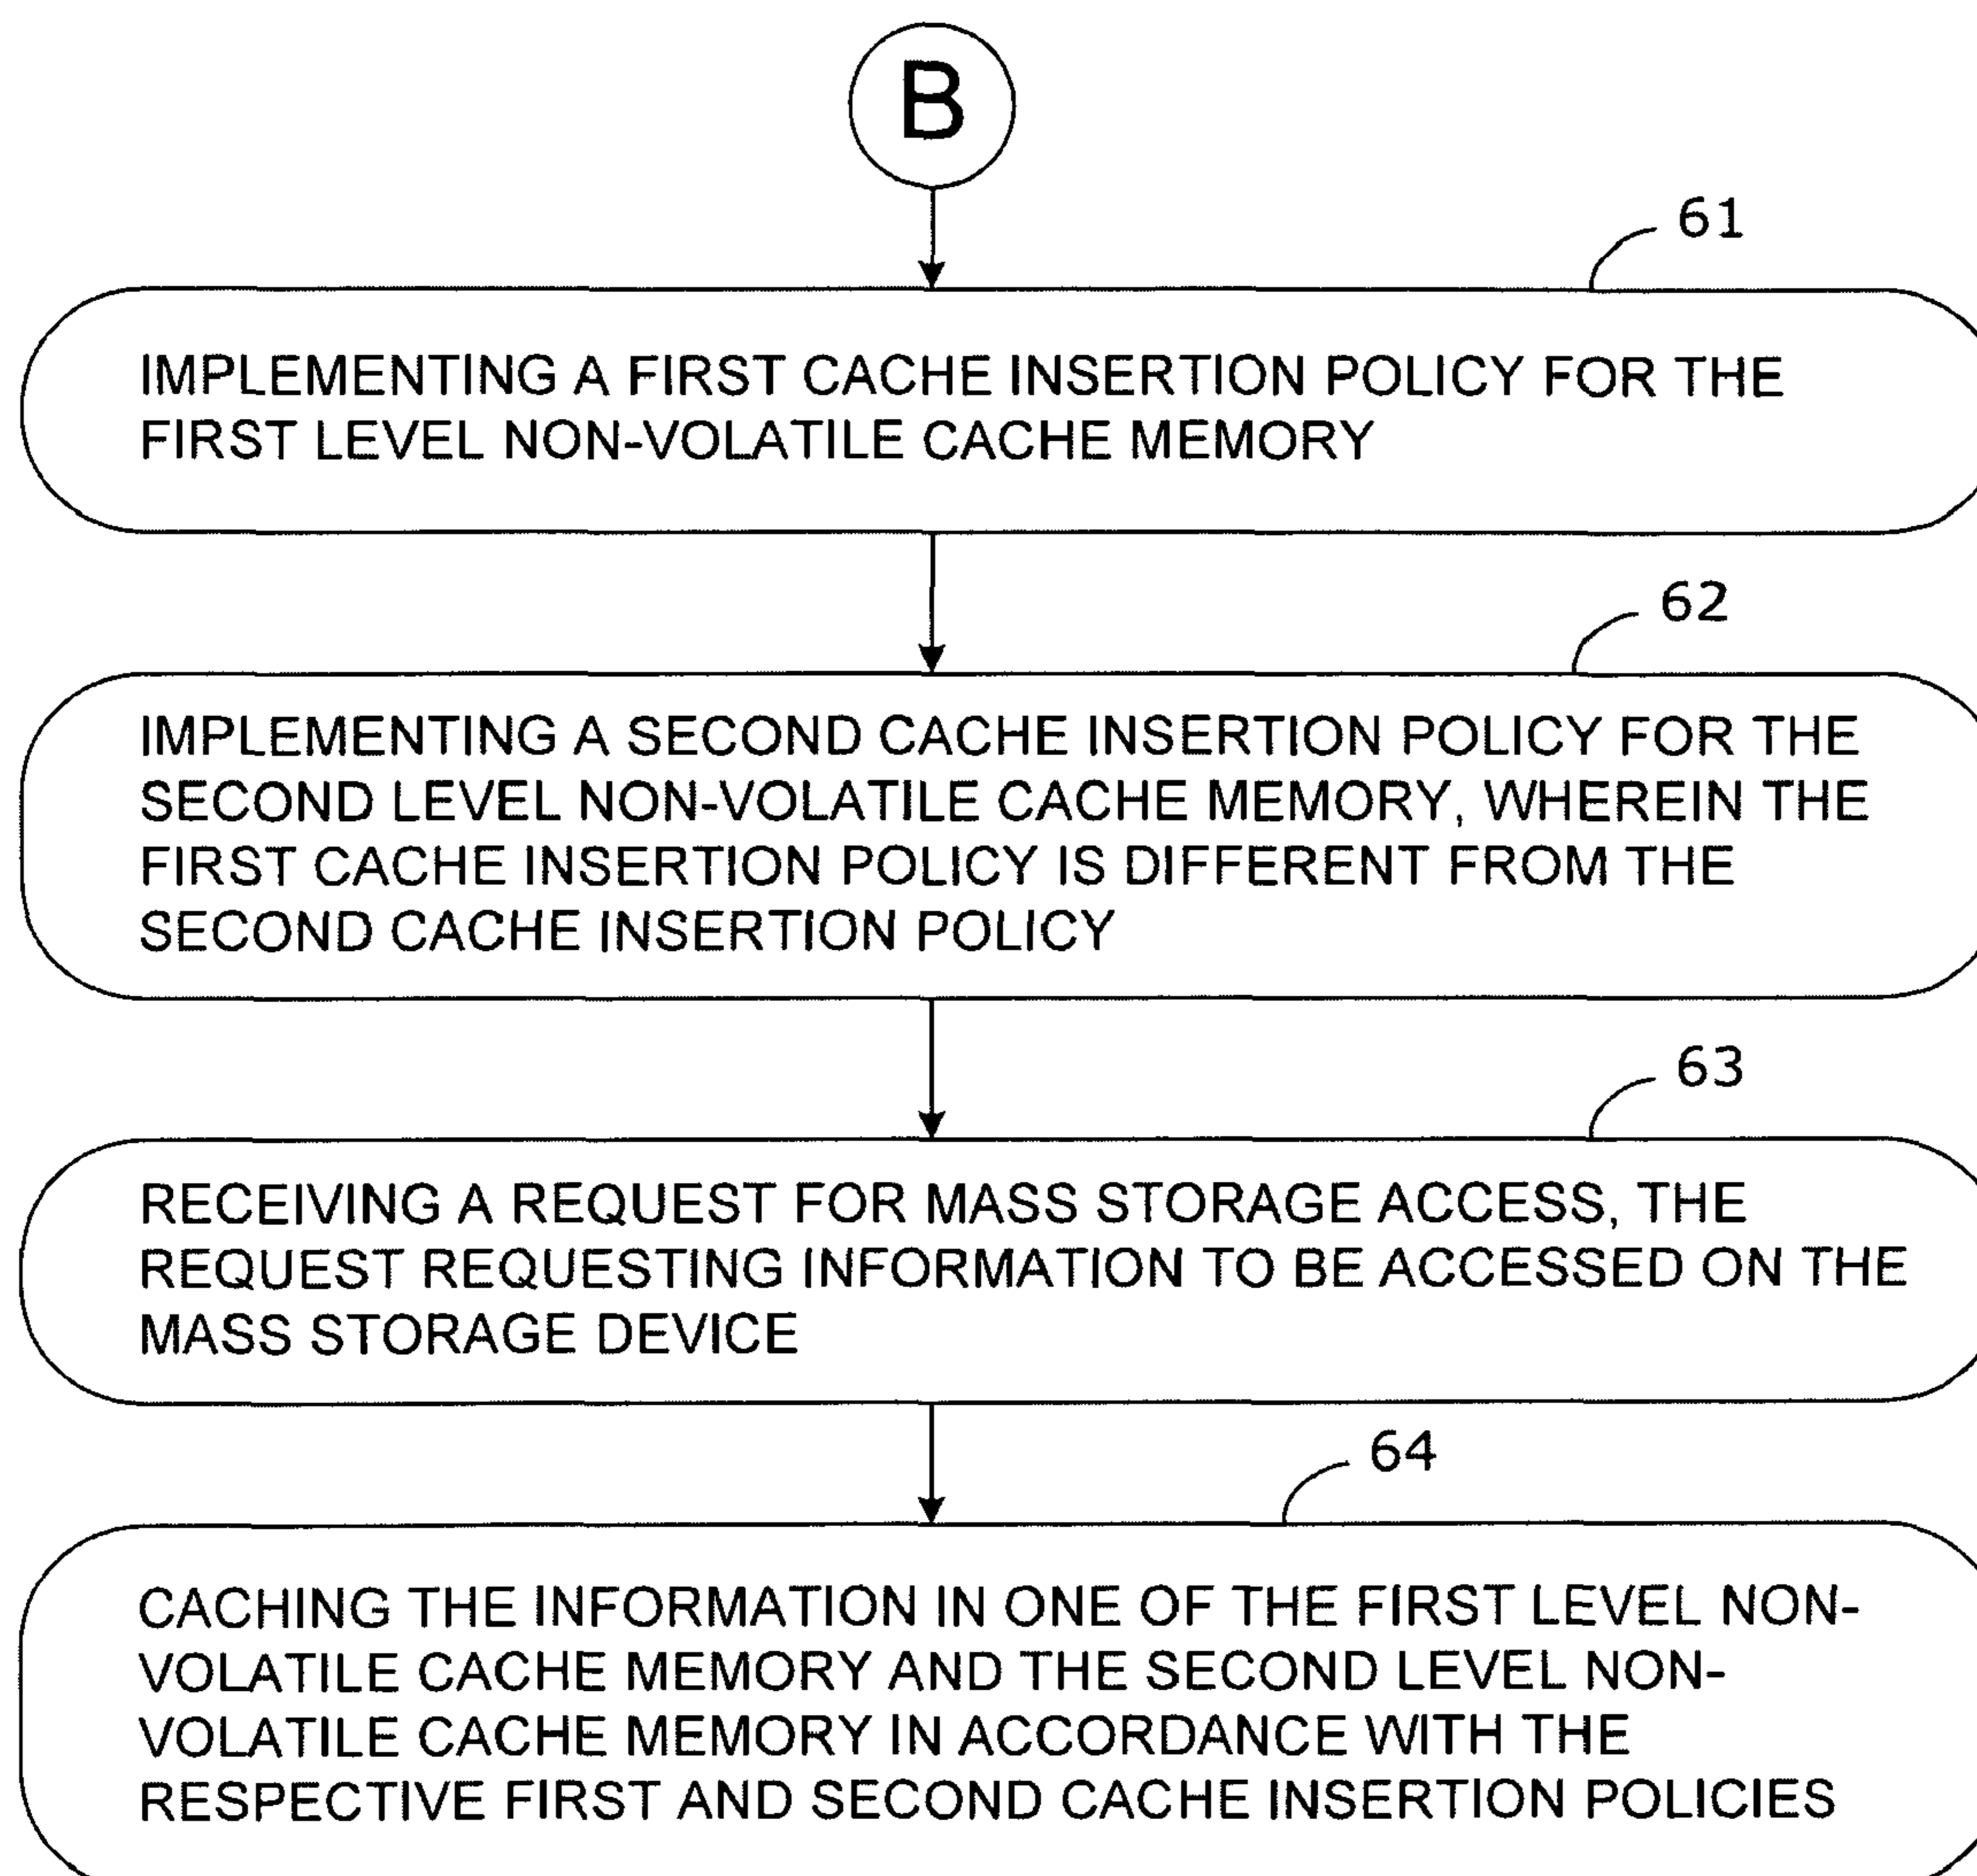 B
61
IMPLEMENTING A FIRST CACHE INSERTION POLICY FOR THE
FIRST LEVEL NON-VOLATILE CACHE MEMORY
62
IMPLEMENTING A SECOND CACHE INSERTION POLICY FOR THE
SECOND LEVEL NON-VOLATILE CACHE MEMORY, WHEREIN THE
FIRST CACHE INSERTION POLICY IS DIFFERENT FROM THE
SECOND CACHE INSERTION POLICY
63
RECEIVING A REQUEST FOR MASS STORAGE ACCESS, THE
REQUEST REQUESTING INFORMATION TO BE ACCESSED ON THE
MASS STORAGE DEVICE
64
CACHING THE INFORMATION IN ONE OF THE FIRST LEVEL NON-
VOLATILE CACHE MEMORY AND THE SECOND LEVEL NON-
VOLATILE CACHE MEMORY IN ACCORDANCE WITH THE
RESPECTIVE FIRST AND SECOND CACHE INSERTION POLICIES